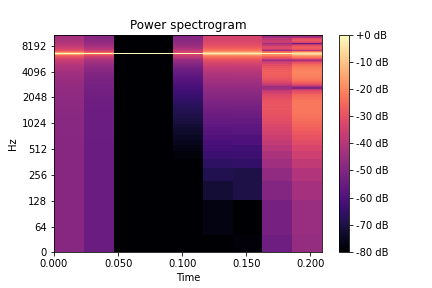 Power spectrogram
8192
4096
2048
1024
512
256
128
64
0
Hz
0.000 0.050 0.100 0.150 0.200
Time
+0 dB
-10 dB
-20 dB
-30 dB
-40 dB
-50 dB
-60 dB
-70 dB
-80 dB